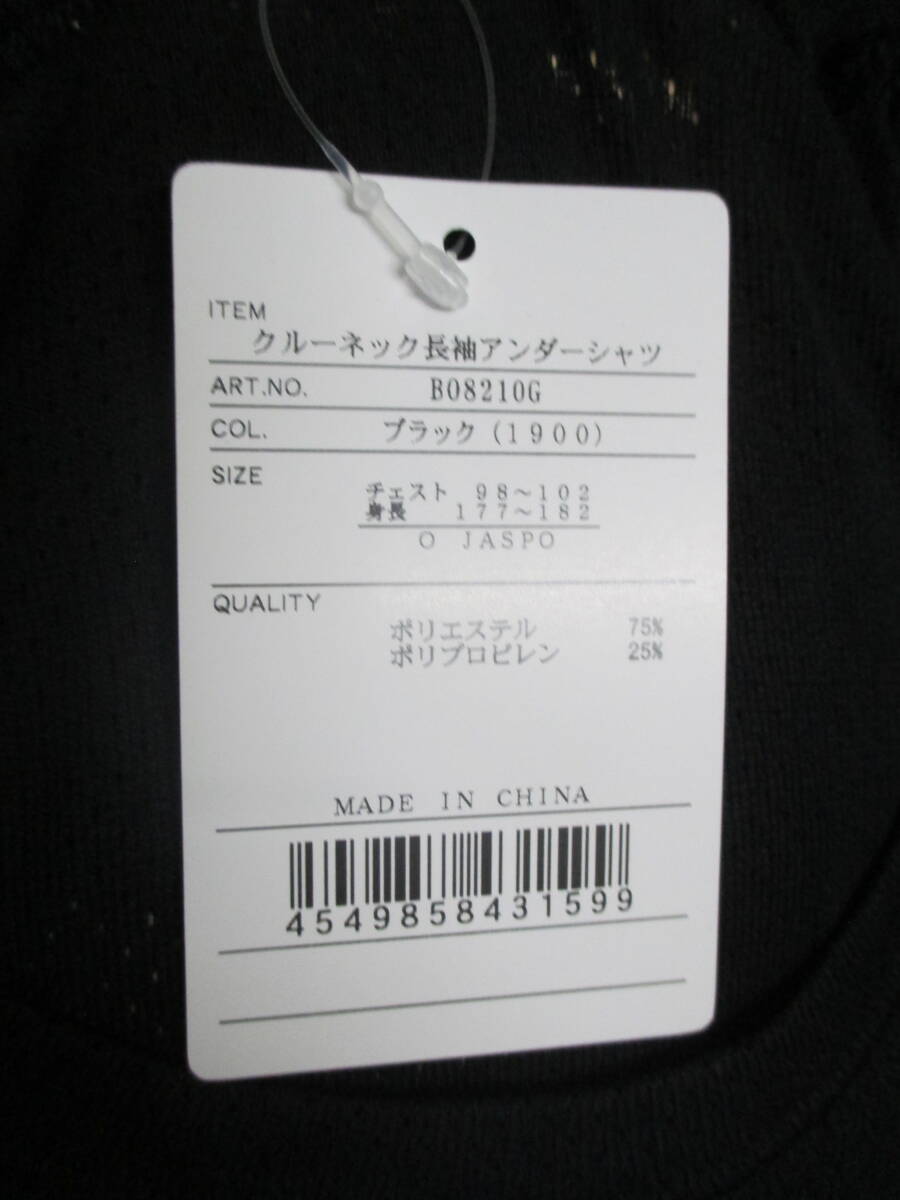 ITEM
クルーネック長袖アンダーシャツ
ART.NO. B08210G
COL. ブラック(1900)
SIZE
チェスト 98～102
身長 177～182
O JASPO
QUALITY
ポリエステル 75%
ポリプロピレン 25%
MADE IN CHINA
4549858431599